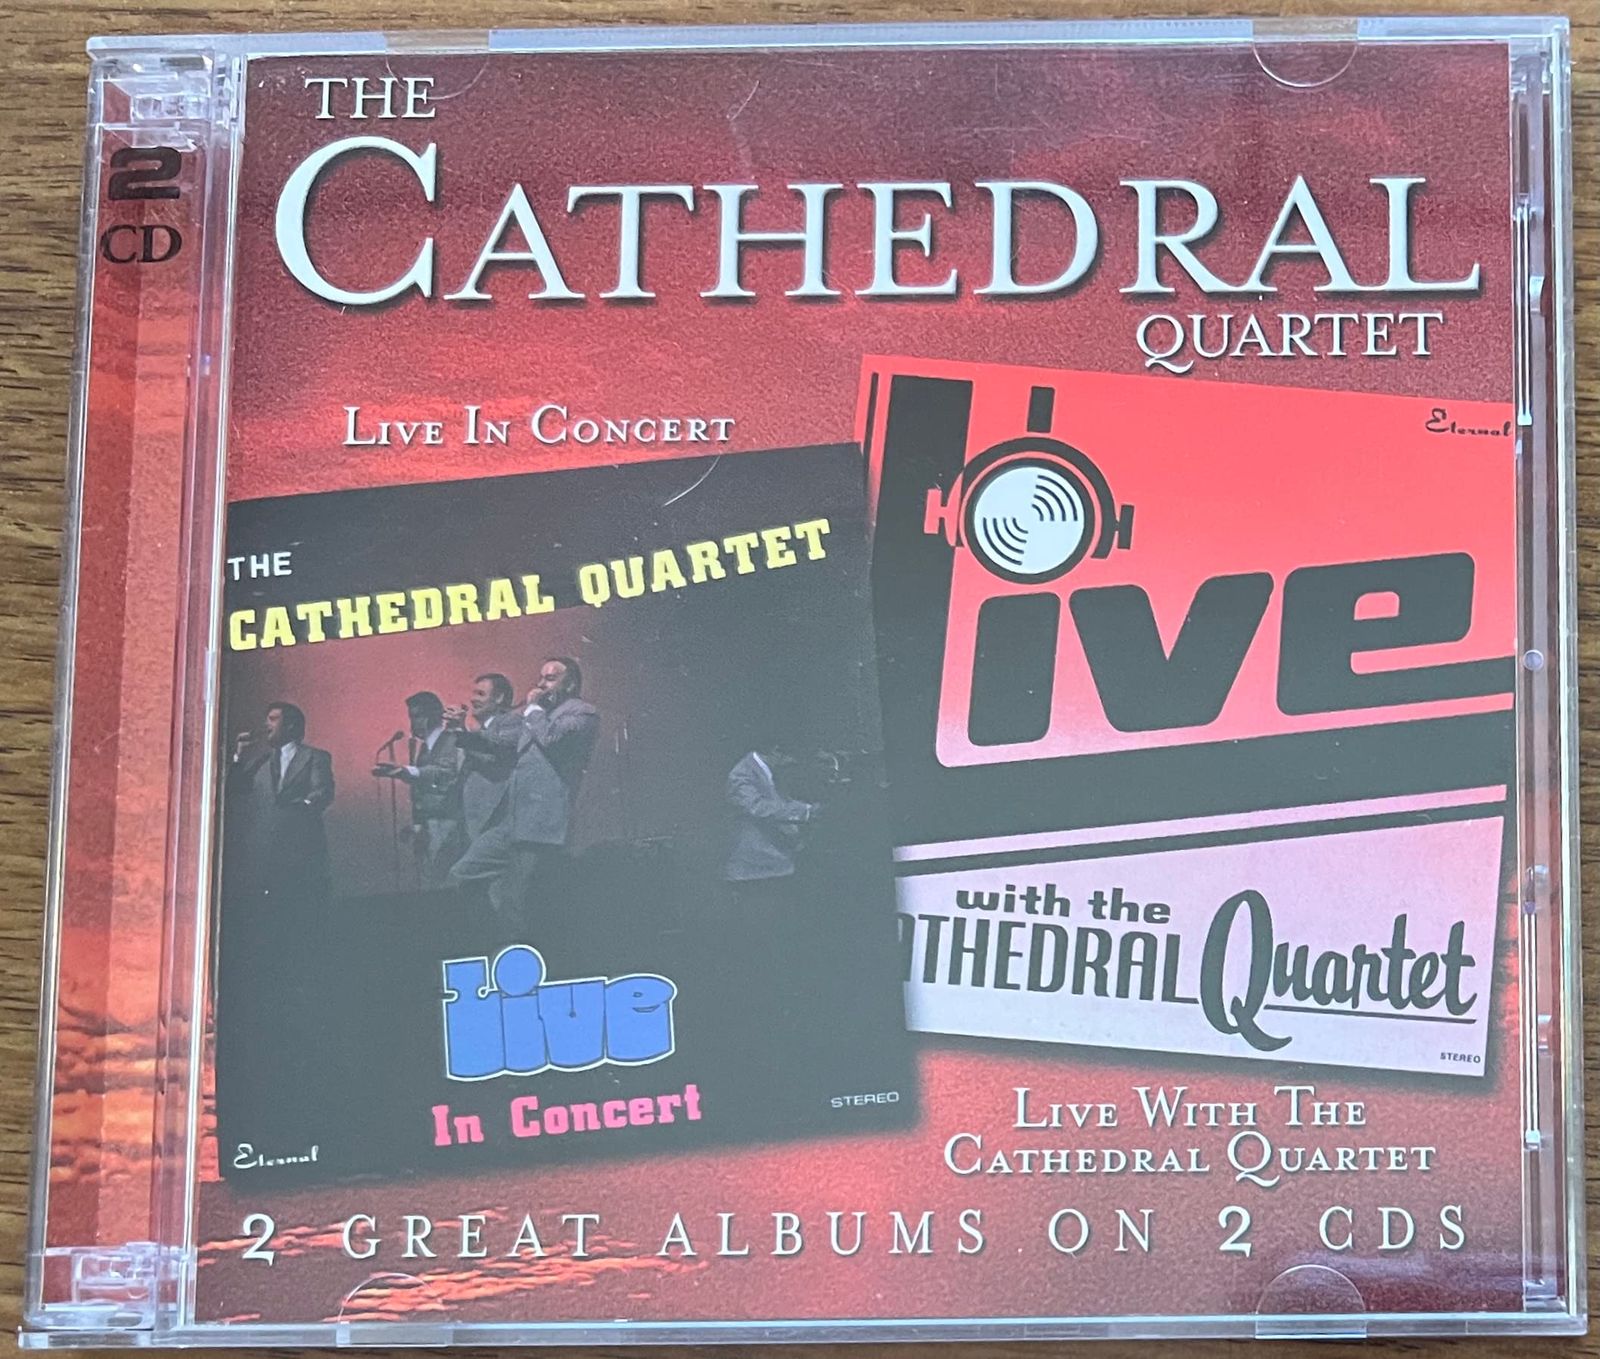 2
CD
THE
CATHEDRAL
QUARTET
LIVE IN CONCERT
THE
CATHEDRAL QUARTET
Live
In Concert
STEREO
Eternal
Eternal
Live
with the
THEDRAL Quartet
STEREO
LIVE WITH THE
CATHEDRAL QUARTET
2 GREAT ALBUMS ON 2 CDS